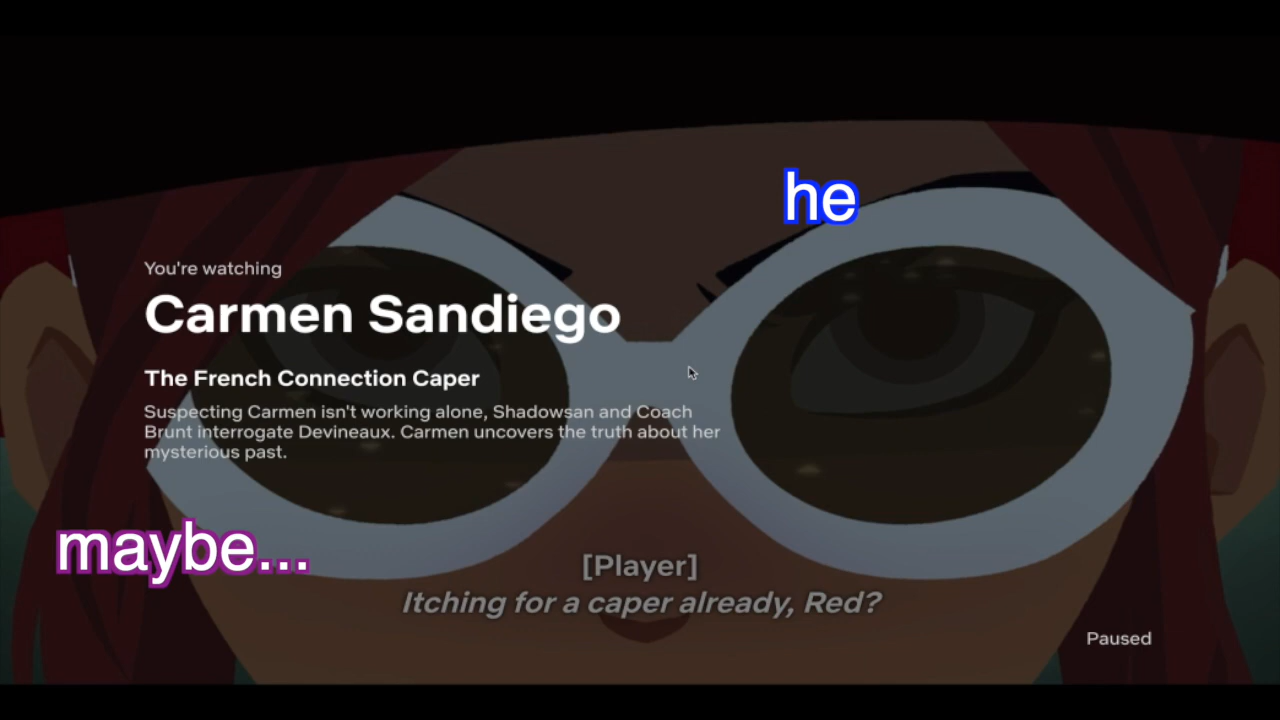 he
You're watching
Carmen Sandiego
The French Connection Caper
Suspecting Carmen isn't working alone, Shadowsan and Coach
Brunt interrogate Devineaux. Carmen uncovers the truth about her
mysterious past.
maybe...
[Player]
Itching for a caper already, Red?
Paused